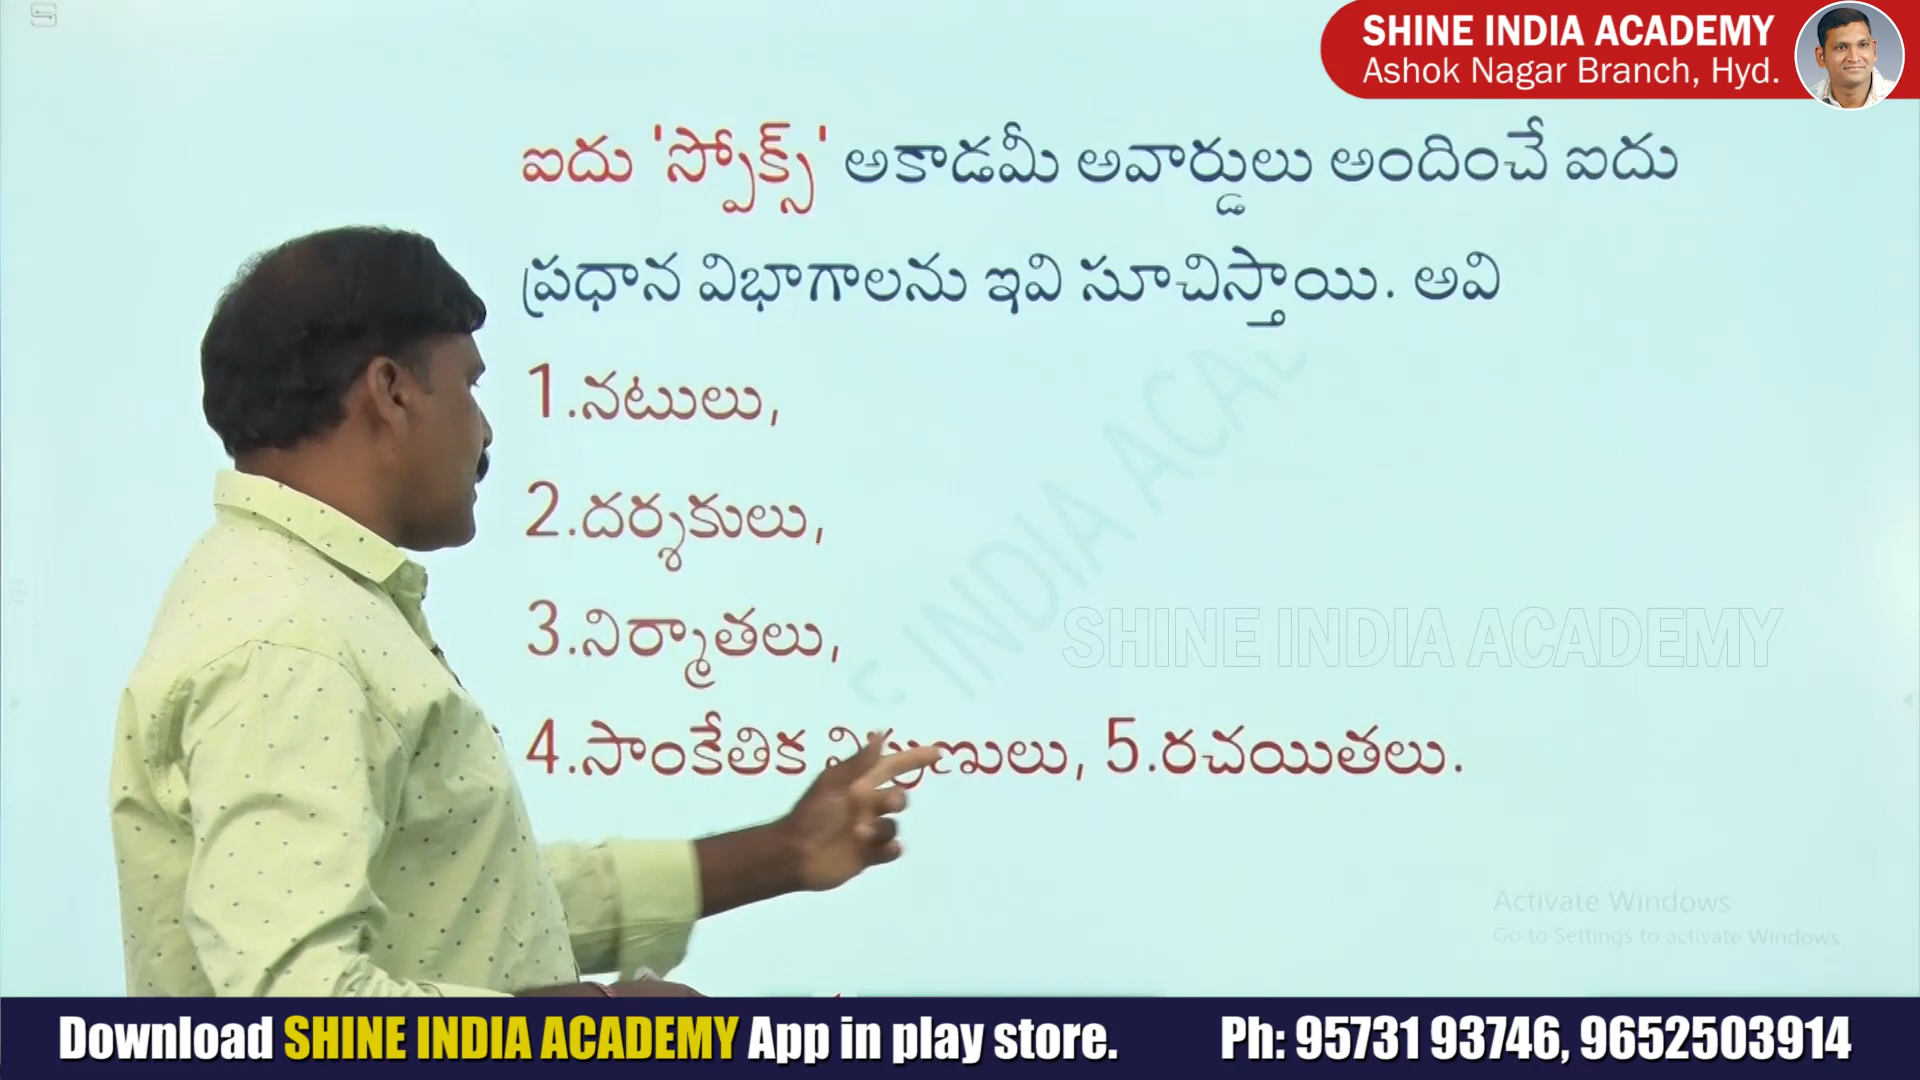 SHINE INDIA ACADEMY
Ashok Nagar Branch, Hyd.
ఐదు 'స్పోక్స్' అకాడమీ అవార్డులు అందించే ఐదు
ప్రధాన విభాగాలను ఇవి సూచిస్తాయి. అవి
1.నటులు,
2.దర్శకులు,
3.నిర్మాతలు,
4.సాంకేతిక 5.రచయితలు.
INDIA ACAD
SHINE INDIA ACADEMY
Activate Windows
Go to Settings to activate Windows
Download SHINE INDIA ACADEMY App in play store. Ph: 95731 93746, 9652503914